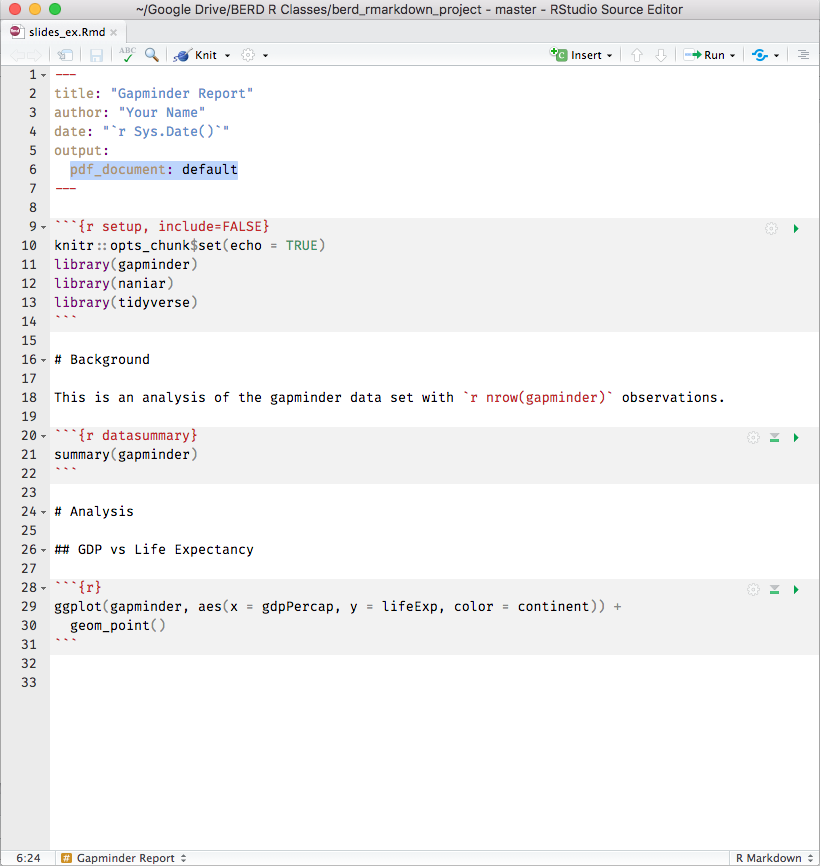 ~/Google Drive/BERD R Classes/berd_rmarkdown_project - master - RStudio Source Editor
slides_ex.Rmd
ABC Knit Insert Run
1 ---
2 title: "Gapminder Report"
3 author: "Your Name"
4 date: "`r Sys.Date()`"
5 output:
6   pdf_document: default
7 ---
8
9 ```{r setup, include=FALSE}
10 knitr::opts_chunk$set(echo = TRUE)
11 library(gapminder)
12 library(naniar)
13 library(tidyverse)
14 ```
15
16 # Background
17
18 This is an analysis of the gapminder data set with `r nrow(gapminder)` observations.
19
20 ```{r datasummary}
21 summary(gapminder)
22 ```
23
24 # Analysis
25
26 ## GDP vs Life Expectancy
27
28 ```{r}
29 ggplot(gapminder, aes(x = gdpPercap, y = lifeExp, color = continent)) +
30   geom_point()
31 ```
32
33
6:24 # Gapminder Report R Markdown